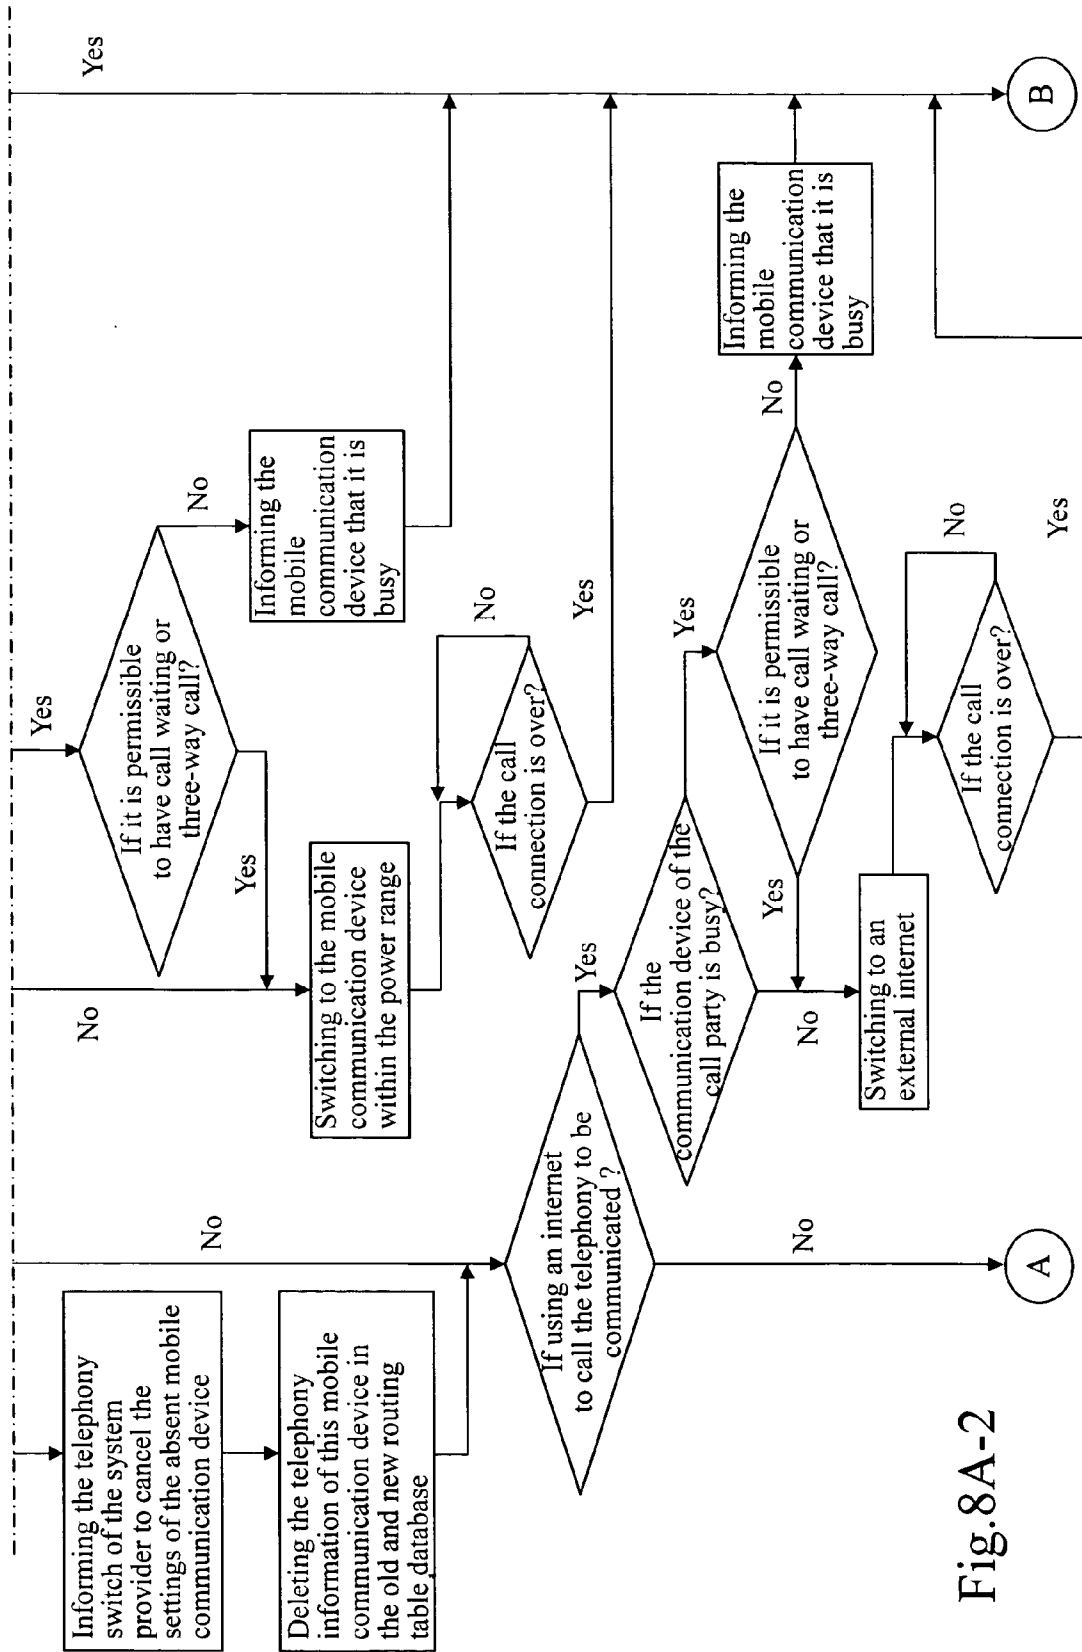 Informing the telephony
switch of the system
provider to cancel the
settings of the absent mobile
communication device
Deleting the telephony
information of this mobile
communication device in
the old and new routing
table database
No
If using an internet
to call the telephony to be
communicated ?
No
A
Yes
No
Yes
If it is permissible
to have call waiting or
three-way call?
Yes
No
Switching to the mobile
communication device
within the power range
Informing the
mobile
communication
device that it is
busy
If the call
connection is over?
No
Yes
If the
communication device of the
call party is busy?
Yes
No
If it is permissible
to have call waiting or
three-way call?
Yes
No
Informing the
mobile
communication
device that it is
busy
Switching to an
external internet
If the call
connection is over?
No
Yes
Yes
B
Fig.8A-2